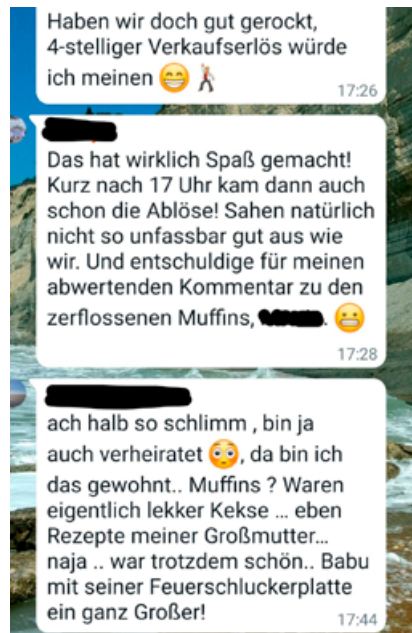 Haben wir doch gut gerockt,
4-stelliger Verkaufserlös würde
ich meinen 😁🕺
17:26
Das hat wirklich Spaß gemacht!
Kurz nach 17 Uhr kam dann auch
schon die Ablöse! Sahen natürlich
nicht so unfassbar gut aus wie
wir. Und entschuldige für meinen
abwertenden Kommentar zu den
zerflossenen Muffins, . 😬
17:28
ach halb so schlimm , bin ja
auch verheiratet 😳, da bin ich
das gewohnt.. Muffins ? Waren
eigentlich lekker Kekse ... eben
Rezepte meiner Großmutter...
naja .. war trotzdem schön.. Babu
mit seiner Feuerschluckerplatte
ein ganz Großer!
17:44